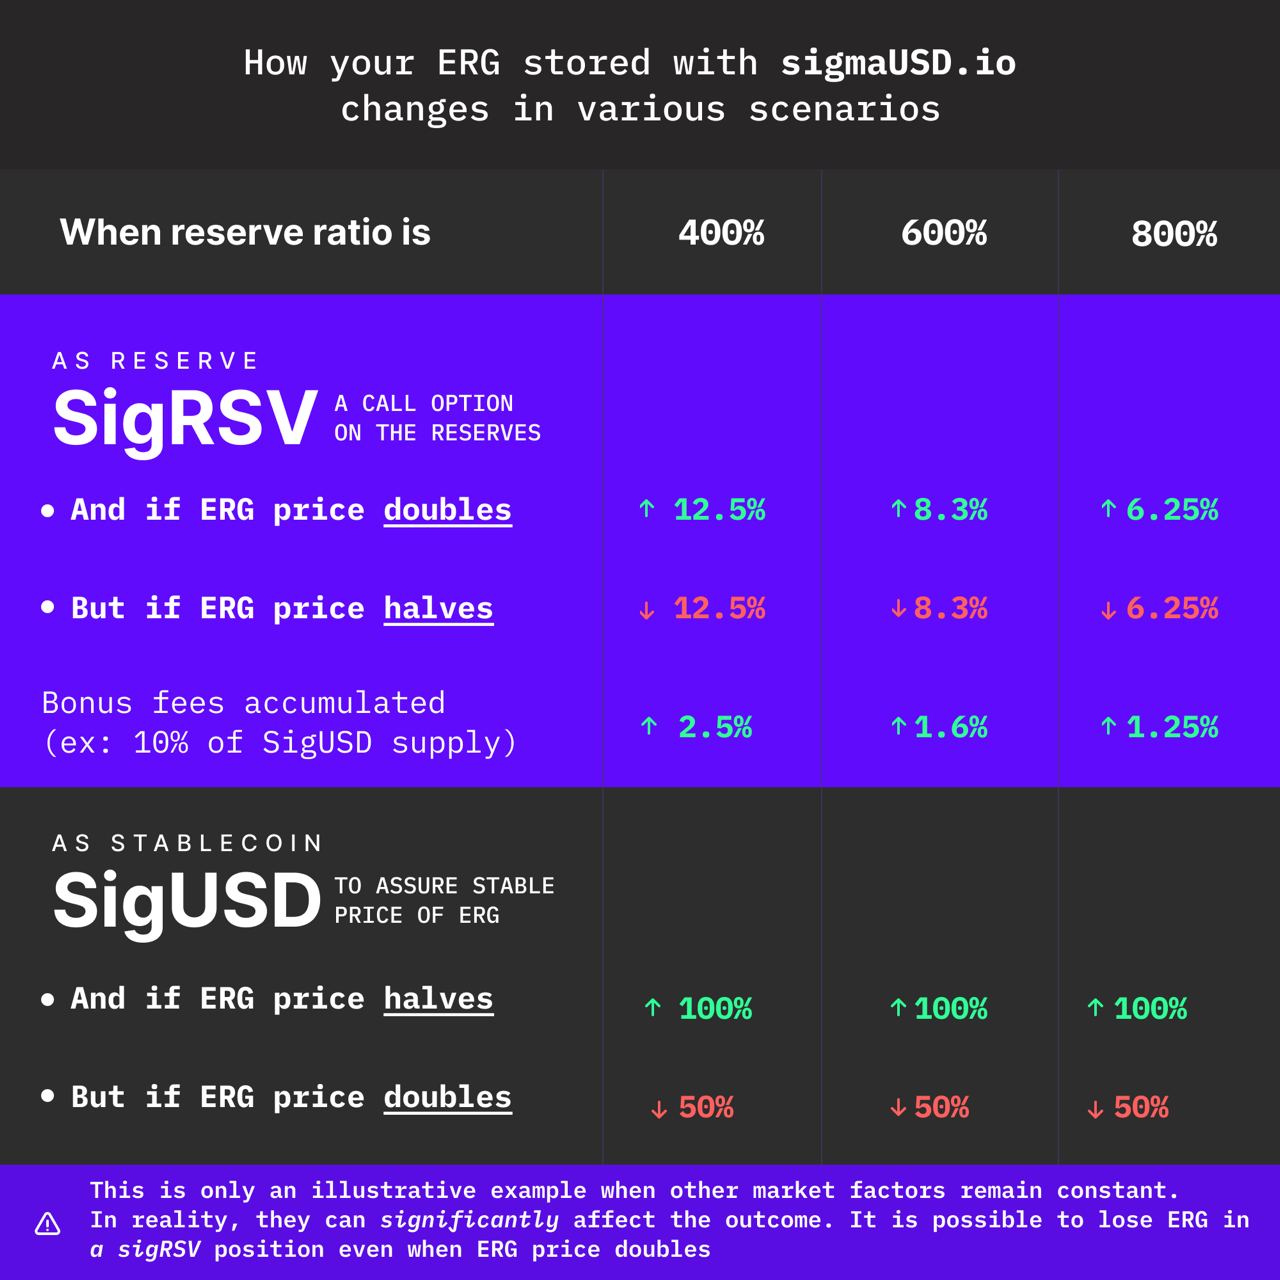 How your ERG stored with sigmaUSD.io
changes in various scenarios
When reserve ratio is 400% 600% 800%
AS RESERVE
SigRSV A CALL OPTION
ON THE RESERVES
• And if ERG price doubles ↑ 12.5% ↑ 8.3% ↑ 6.25%
• But if ERG price halves ↓ 12.5% ↓ 8.3% ↓ 6.25%
Bonus fees accumulated
(ex: 10% of SigUSD supply) ↑ 2.5% ↑ 1.6% ↑ 1.25%
AS STABLECOIN
SigUSD TO ASSURE STABLE
PRICE OF ERG
• And if ERG price halves ↑ 100% ↑ 100% ↑ 100%
• But if ERG price doubles ↓ 50% ↓ 50% ↓ 50%
This is only an illustrative example when other market factors remain constant.
In reality, they can significantly affect the outcome. It is possible to lose ERG in
a sigRSV position even when ERG price doubles